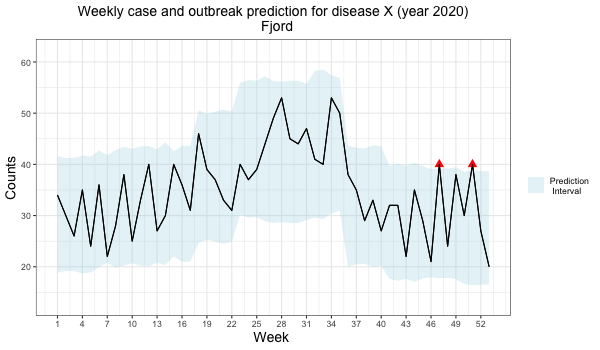 Weekly case and outbreak prediction for disease X (year 2020)
Fjord
60
50
40
30
20
Counts
1 4 7 10 13 16 19 22 25 28 31 34 37 40 43 46 49 52
Week
Prediction
Interval